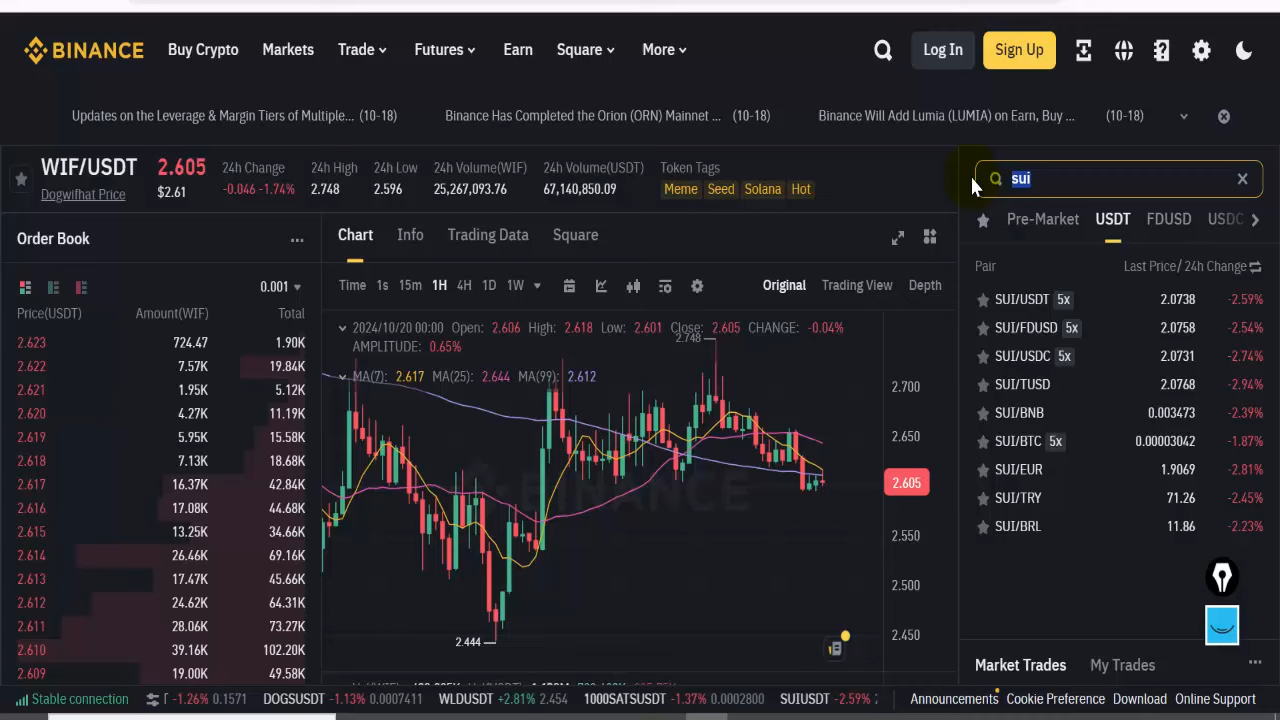 BINANCE Buy Crypto Markets Trade Futures Earn Square More Log In Sign Up
Updates on the Leverage & Margin Tiers of Multiple... (10-18) Binance Has Completed the Orion (ORN) Mainnet ... (10-18) Binance Will Add Lumia (LUMIA) on Earn, Buy ... (10-18)
WIF/USDT 2.605 24h Change 24h High 24h Low 24h Volume(WIF) 24h Volume(USDT) Token Tags
Dogwifhat Price $2.61 -0.046 -1.74% 2.748 2.596 25,267,093.76 67,140,850.09 Meme Seed Solana Hot
Order Book
0.001
Price(USDT) Amount(WIF) Total
2.623 724.47 1.90K
2.622 7.57K 19.84K
2.621 1.95K 5.12K
2.620 4.27K 11.19K
2.619 5.95K 15.58K
2.618 7.13K 18.68K
2.617 16.37K 42.84K
2.616 17.08K 44.68K
2.615 13.25K 34.66K
2.614 26.46K 69.16K
2.613 17.47K 45.66K
2.612 24.62K 64.31K
2.611 28.06K 73.27K
2.610 39.16K 102.20K
2.609 19.00K 49.58K
Chart Info Trading Data Square
Time 1s 15m 1H 4H 1D 1W Original Trading View Depth
2024/10/20 00:00 Open: 2.606 High: 2.618 Low: 2.601 Close: 2.605 CHANGE: -0.04%
AMPLITUDE: 0.65%
2.748
MA(7): 2.617 MA(25): 2.644 MA(99): 2.612
2.700
2.650
2.605
BINANCE
2.550
2.500
2.450
2.444
sui
Pre-Market USDT FDUSD USDC
Pair Last Price/ 24h Change
SUI/USDT 5x 2.0738 -2.59%
SUI/FDUSD 5x 2.0758 -2.54%
SUI/USDC 5x 2.0731 -2.74%
SUI/TUSD 2.0768 -2.94%
SUI/BNB 0.003473 -2.39%
SUI/BTC 5x 0.00003042 -1.87%
SUI/EUR 1.9069 -2.81%
SUI/TRY 71.26 -2.45%
SUI/BRL 11.86 -2.23%
Market Trades My Trades
Stable connection -1.26% 0.1571 DOGSUSDT -1.13% 0.0007411 WLDUSDT +2.81% 2.454 1000SATSUSDT -1.37% 0.0002800 SUIUSDT -2.59% Announcements Cookie Preference Download Online Support